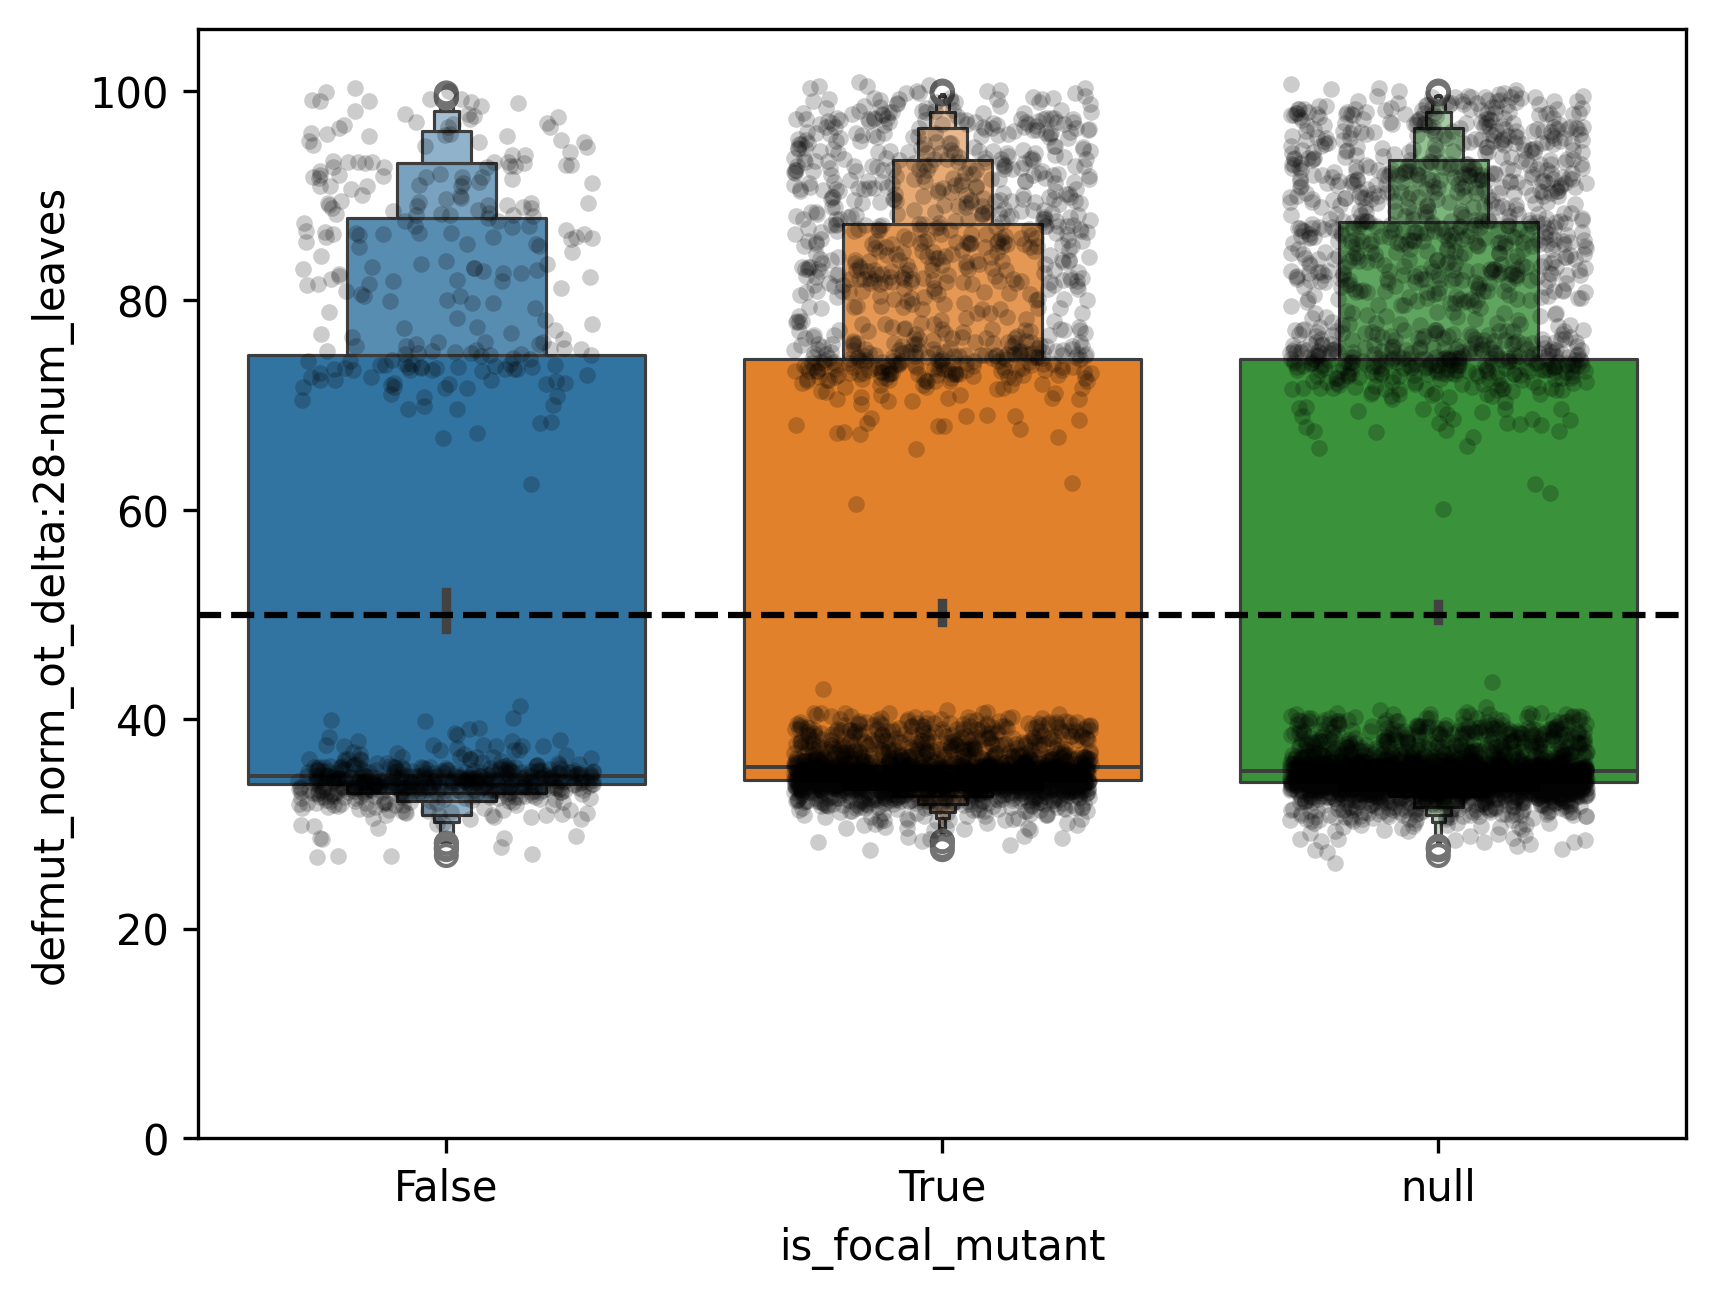 defmut_norm_ot_delta:28-num_leaves
100
80
60
40
20
0
False
True
null
is_focal_mutant